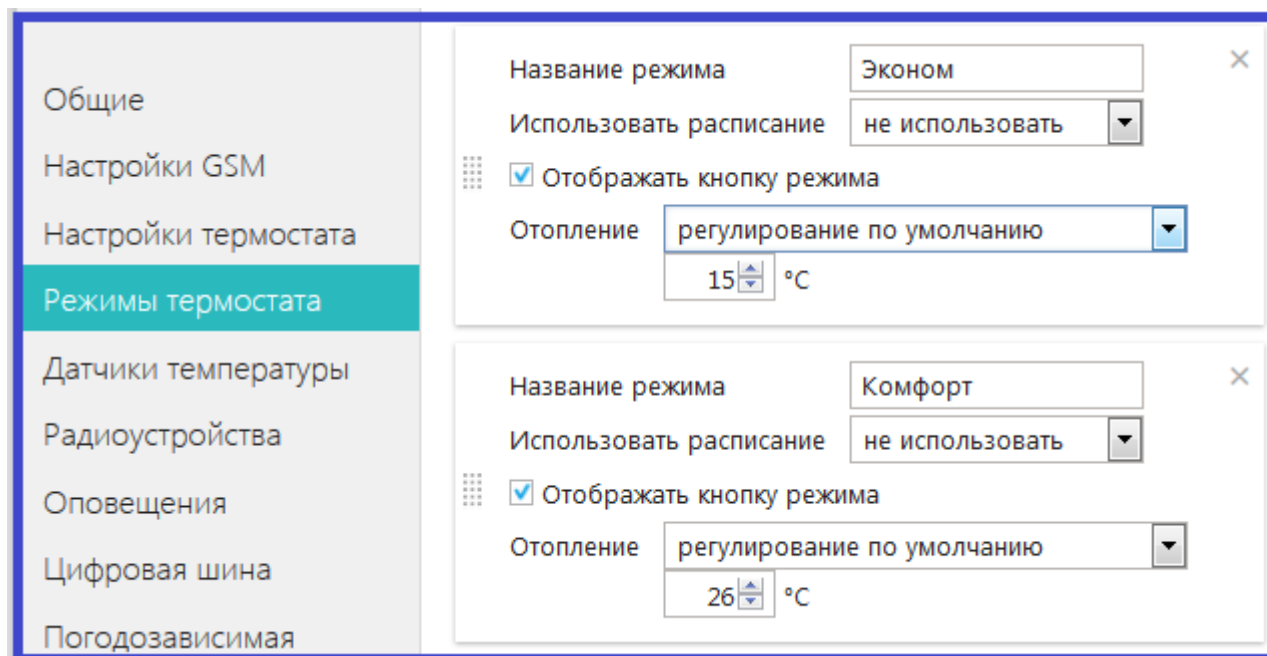 Общие
Настройки GSM
Настройки термостата
Режимы термостата
Датчики температуры
Радиоустройства
Оповещения
Цифровая шина
Погодозависимая
Название режима Эконом
Использовать расписание не использовать
Отображать кнопку режима
Отопление регулирование по умолчанию
15 °C
Название режима Комфорт
Использовать расписание не использовать
Отображать кнопку режима
Отопление регулирование по умолчанию
26 °C